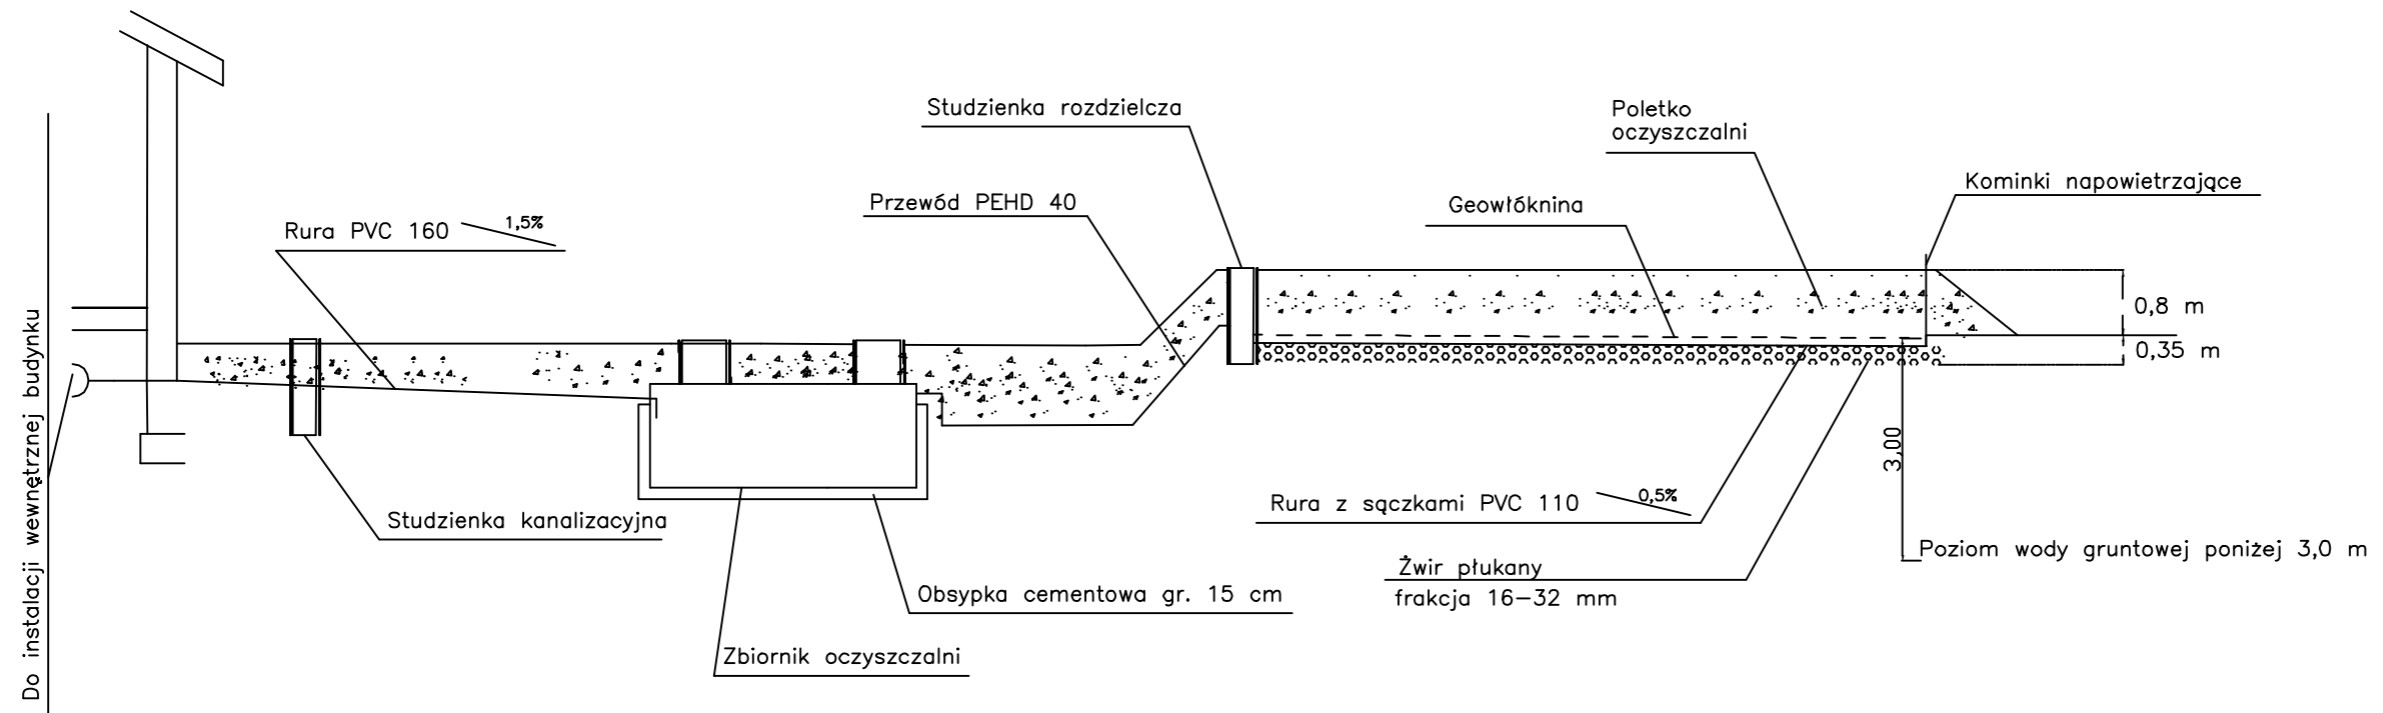 Do instalacji wewnętrznej budynku
Rura PVC 160 1,5%
Studzienka kanalizacyjna
Zbiornik oczyszczalni
Obsypka cementowa gr. 15 cm
Przewód PEHD 40
Studzienka rozdzielcza
Geowłóknina
Poletko
oczyszczalni
Kominki napowietrzające
0,8 m
0,35 m
3,00
Rura z sączkami PVC 110 0,5%
Żwir płukany
frakcja 16–32 mm
Poziom wody gruntowej poniżej 3,0 m